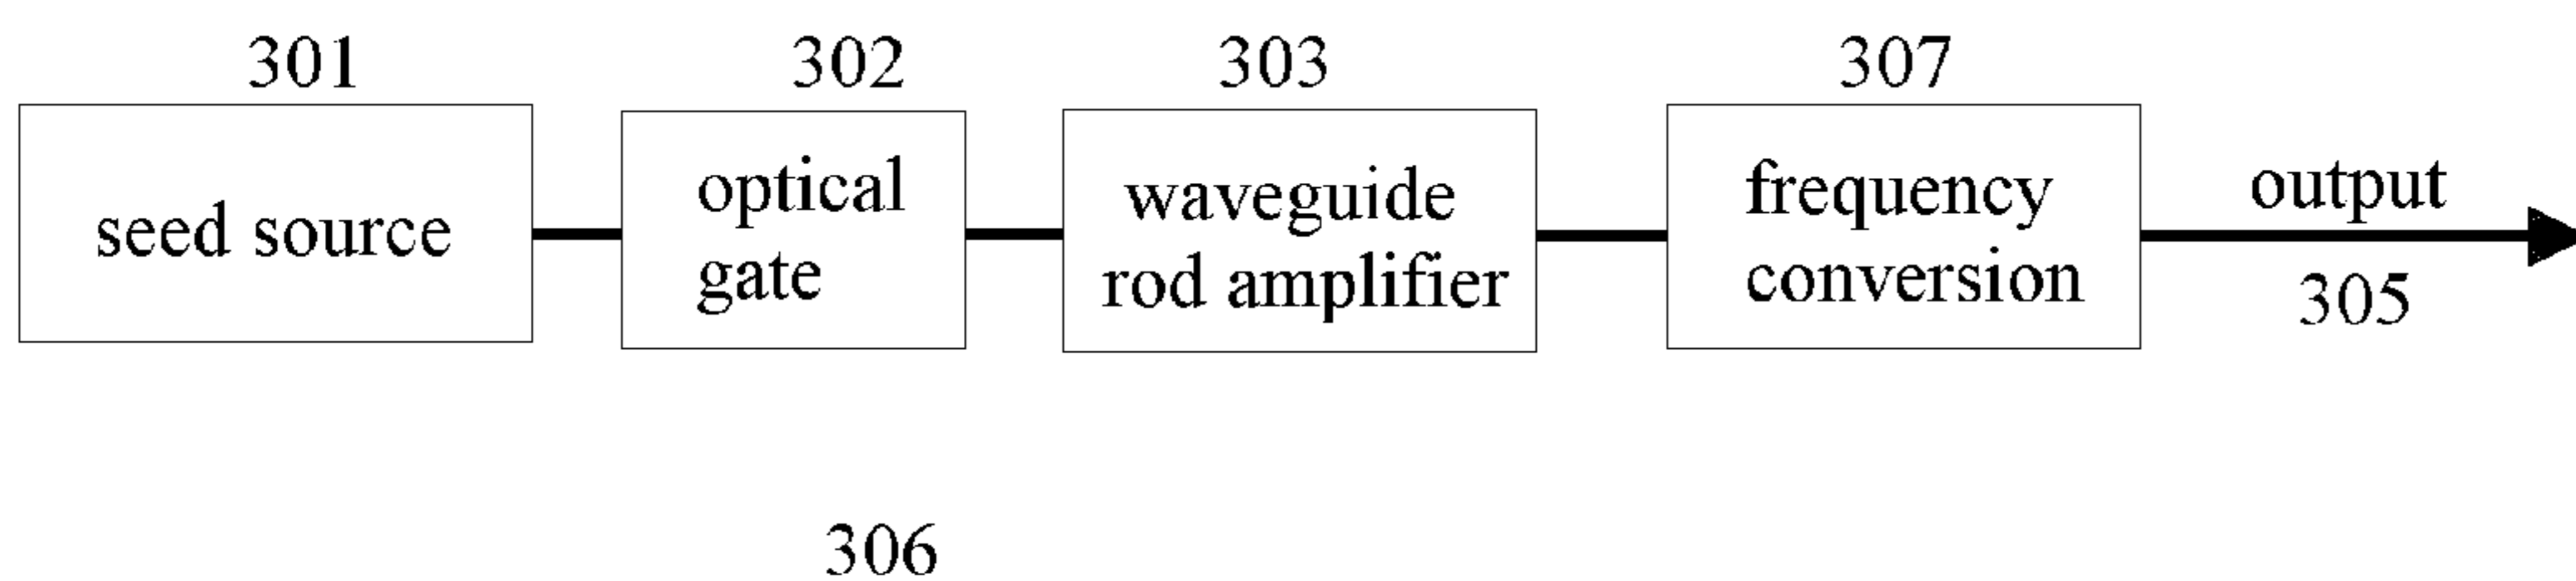 301
302
303
307
seed source
optical
gate
waveguide
rod amplifier
frequency
conversion
output
305
306